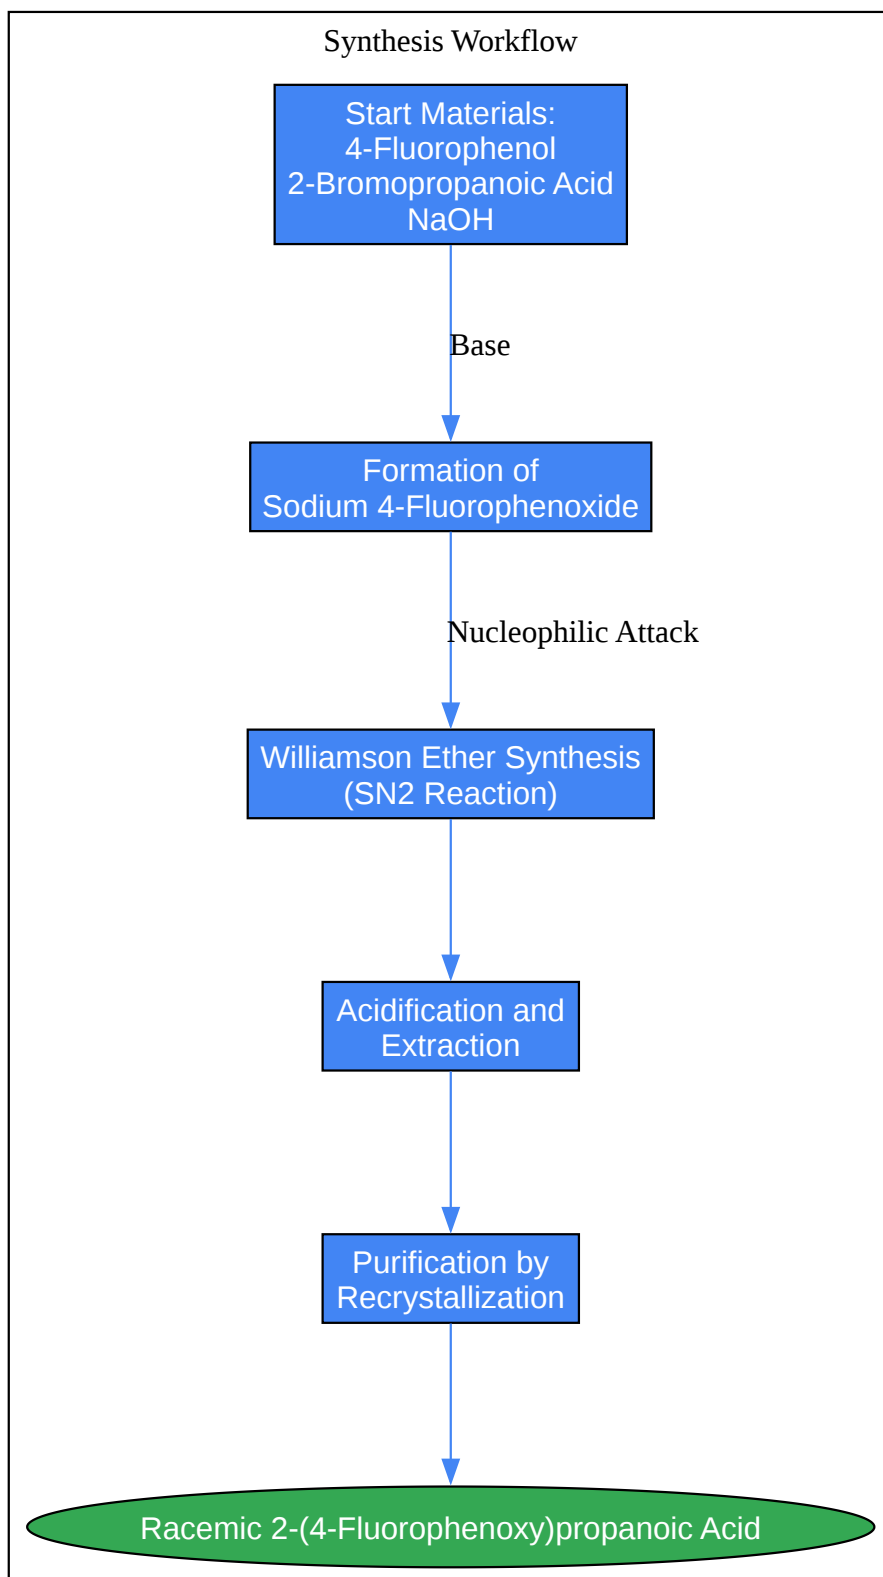 Synthesis Workflow
Start Materials:
4-Fluorophenol
2-Bromopropanoic Acid
NaOH
Base
Formation of
Sodium 4-Fluorophenoxide
Nucleophilic Attack
Williamson Ether Synthesis
(SN2 Reaction)
Acidification and
Extraction
Purification by
Recrystallization
Racemic 2-(4-Fluorophenoxy)propanoic Acid